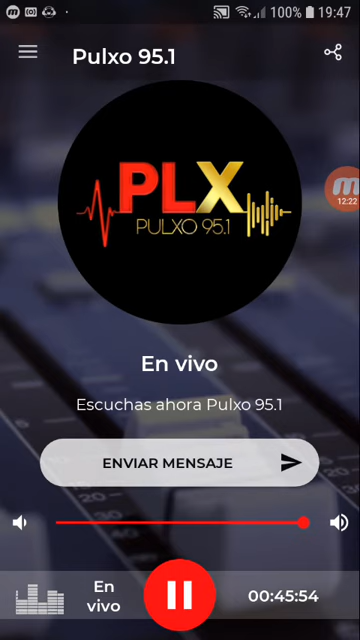 100% 19:47
Pulxo 95.1
PLX
PULXO 95.1
12:22
En vivo
Escuchas ahora Pulxo 95.1
ENVIAR MENSAJE
En
vivo
00:45:54